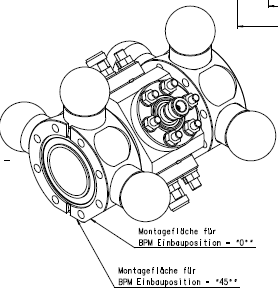 Montagefläche für
BPM Einbauposition - "0°"
Montagefläche für
BPM Einbauposition - "45°"